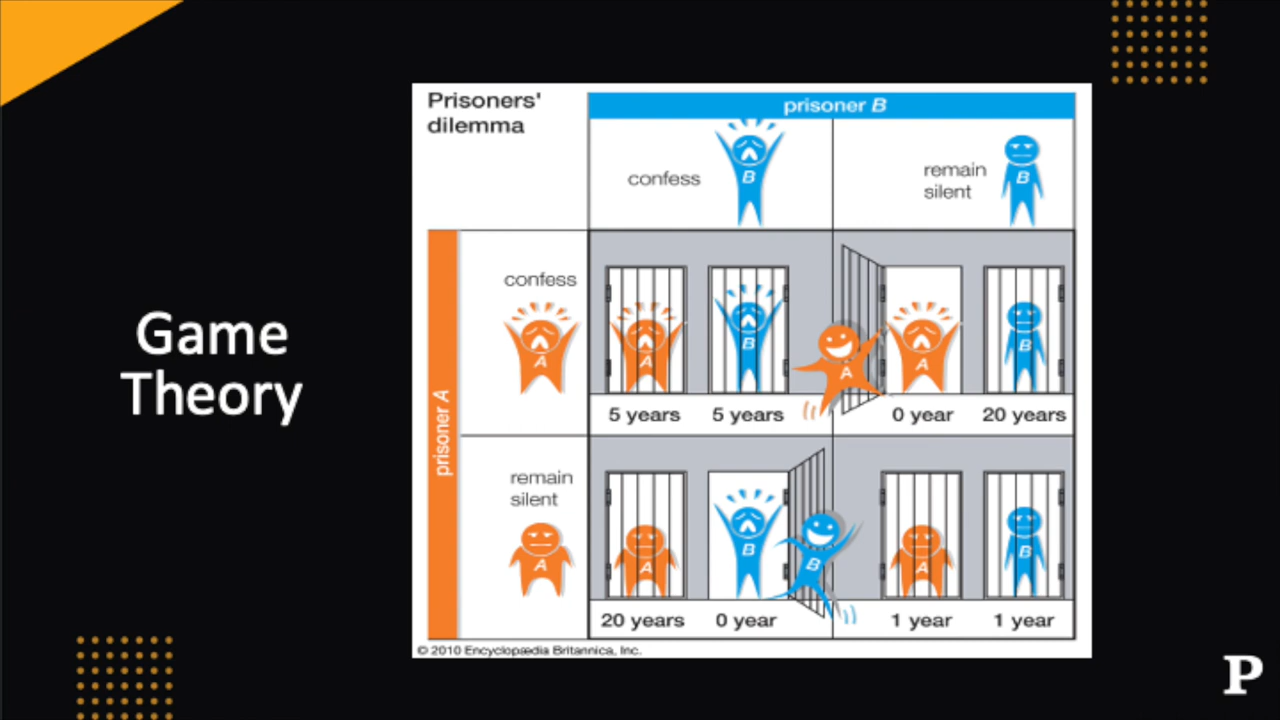 Game
Theory
Prisoners'
dilemma
prisoner B
confess
B
remain
silent
B
prisoner A
confess
A
A
B
A
A
B
5 years
5 years
0 year
20 years
remain
silent
A
A
B
B
A
B
20 years
0 year
1 year
1 year
© 2010 Encyclopædia Britannica, Inc.
P